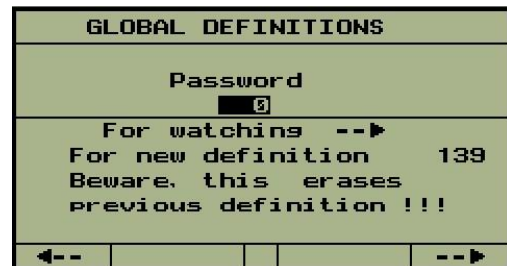 GLOBAL DEFINITIONS
Password
0
For watching --▶
For new definition 139
Beware, this erases
previous definition !!!
◀-- --▶